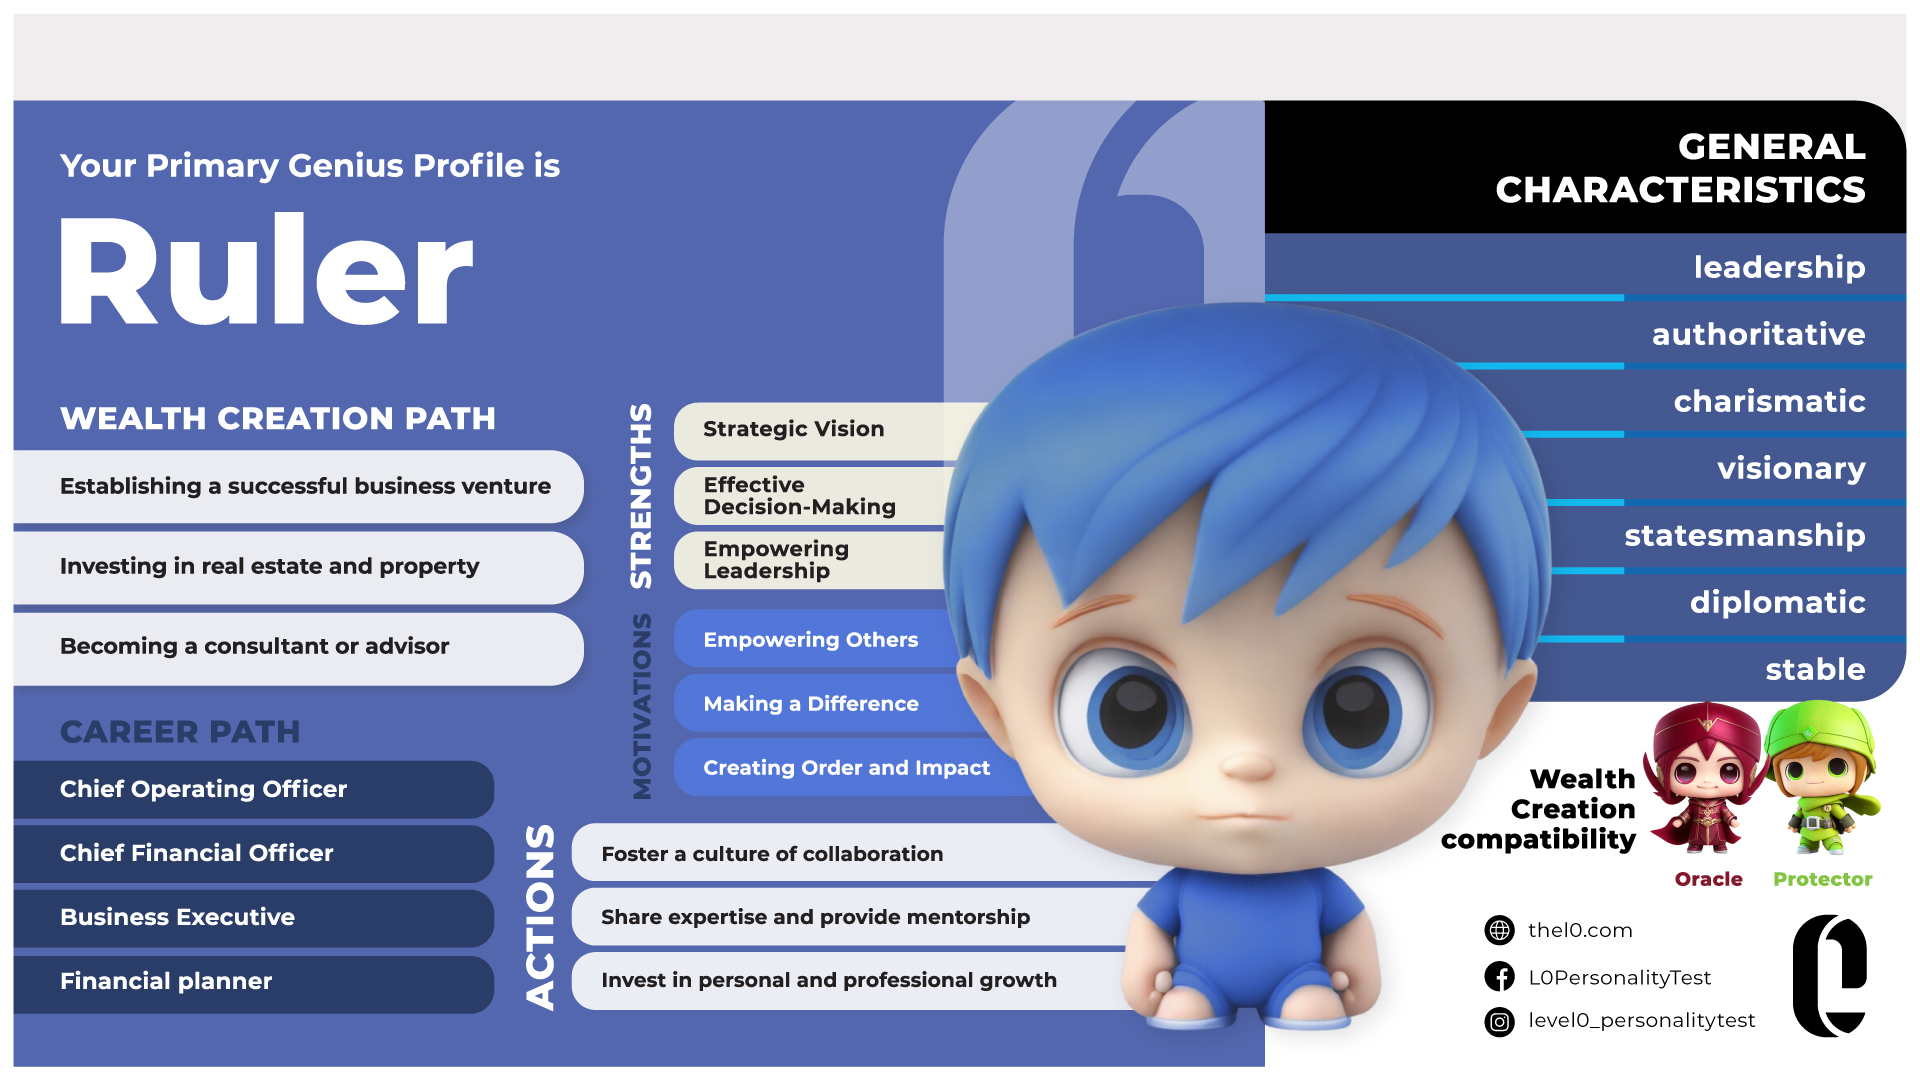 Your Primary Genius Profile is
Ruler
WEALTH CREATION PATH
Establishing a successful business venture
Investing in real estate and property
Becoming a consultant or advisor
CAREER PATH
Chief Operating Officer
Chief Financial Officer
Business Executive
Financial planner
STRENGTHS
Strategic Vision
Effective
Decision-Making
Empowering
Leadership
MOTIVATIONS
Empowering Others
Making a Difference
Creating Order and Impact
ACTIONS
Foster a culture of collaboration
Share expertise and provide mentorship
Invest in personal and professional growth
GENERAL
CHARACTERISTICS
leadership
authoritative
charismatic
visionary
statesmanship
diplomatic
stable
Wealth
Creation
compatibility
Oracle
Protector
thel0.com
L0PersonalityTest
level0_personalitytest